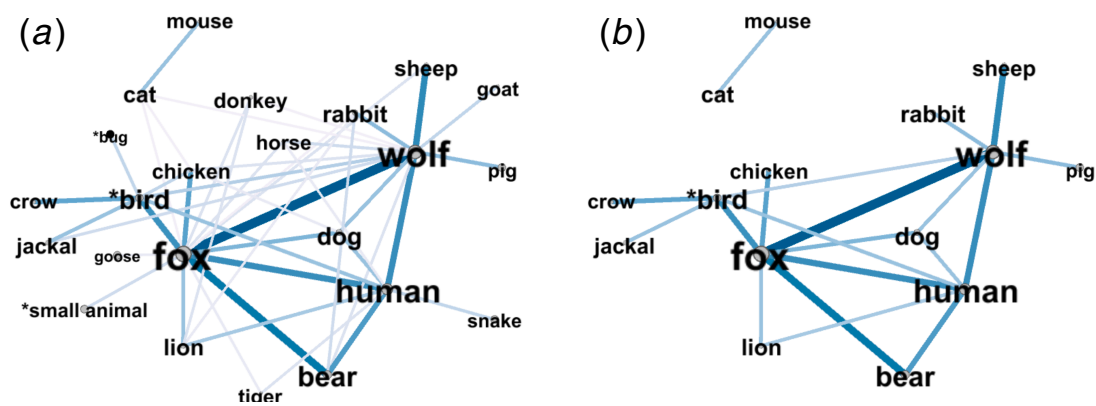 (a)
mouse
sheep
cat
donkey
goat
rabbit
*bug
horse
wolf
chicken
pig
*bird
crow
jackal
dog
goose
fox
human
*small animal
snake
lion
bear
tiger
(b)
mouse
sheep
cat
rabbit
wolf
chicken
pig
*bird
crow
jackal
dog
fox
human
lion
bear